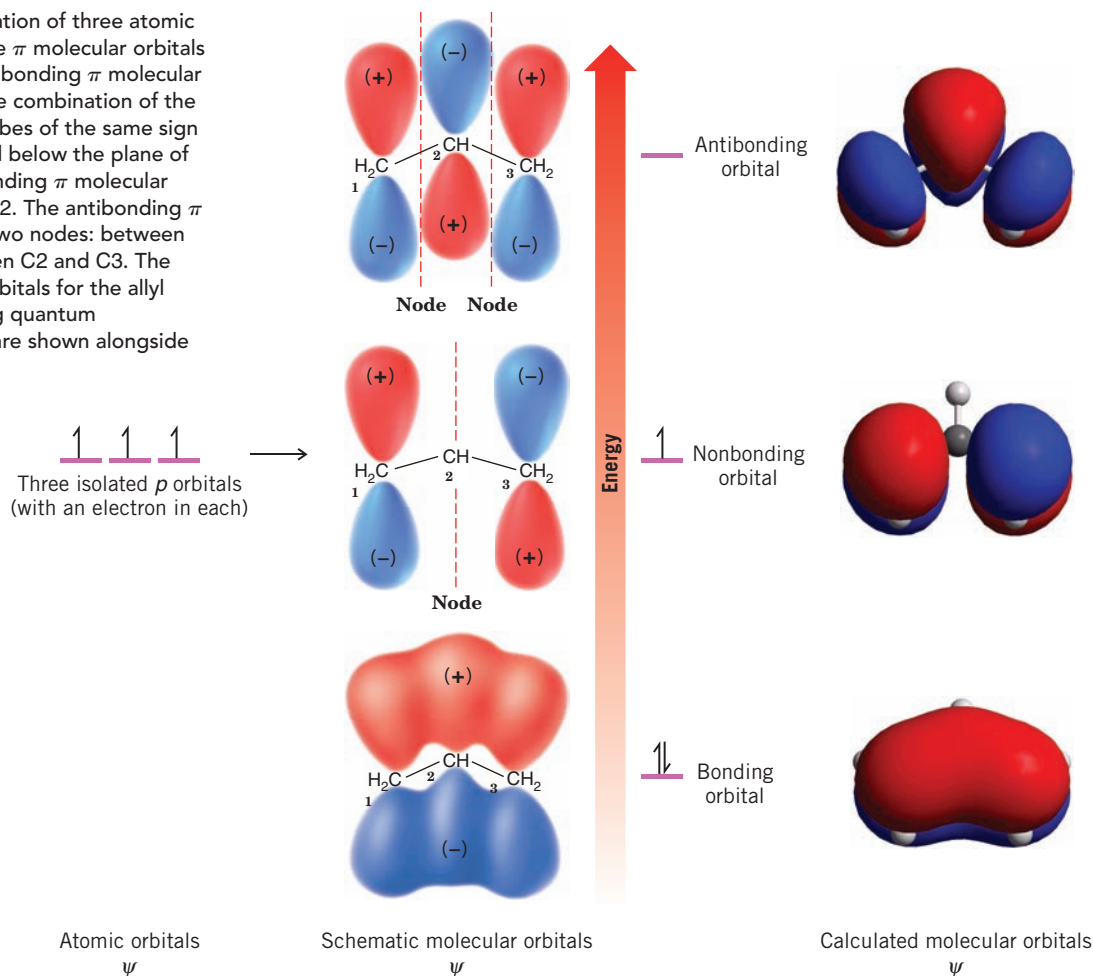 ation of three atomic
e π molecular orbitals
bonding π molecular
e combination of the
bes of the same sign
l below the plane of
nding π molecular
2. The antibonding π
wo nodes: between
en C2 and C3. The
rbitals for the allyl
g quantum
are shown alongside
(+)
(−)
(+)
H₂C
1
CH
2
CH₂
3
(−)
(+)
(−)
Node Node
Antibonding
orbital
Three isolated p orbitals
(with an electron in each)
(+)
(−)
H₂C
1
CH
2
CH₂
3
(−)
(+)
Node
Energy
Nonbonding
orbital
(+)
H₂C
1
CH
2
CH₂
3
(−)
Bonding
orbital
Atomic orbitals
ψ
Schematic molecular orbitals
ψ
Calculated molecular orbitals
ψ